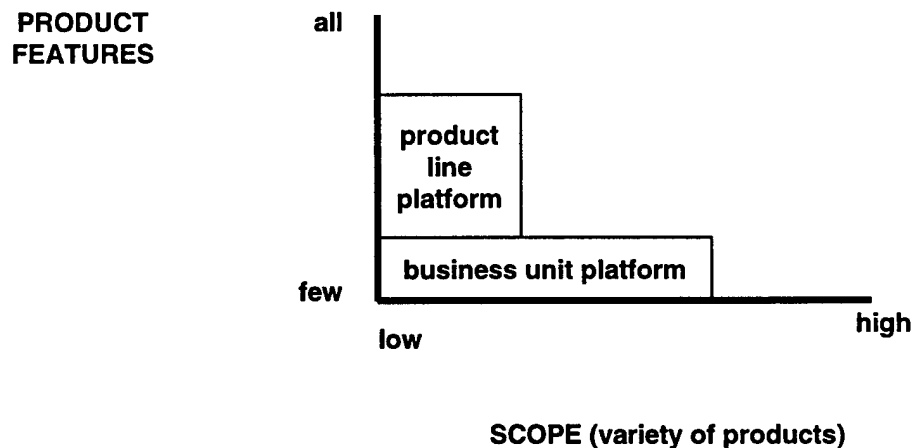 PRODUCT
FEATURES
all
product
line
platform
business unit platform
few
low
high
SCOPE (variety of products)